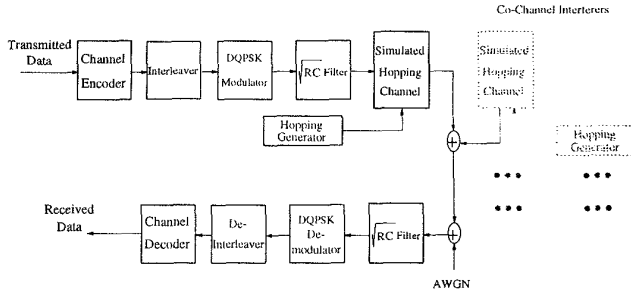 Co-Channel Interterers
Transmitted
Data
Channel
Encoder
Interleaver
DQPSK
Modulator
√RC Filter
Simulated
Hopping
Channel
Simulated
Hopping
Channel
Hopping
Generator
Hopping
Generator
+
•••
•••
•••
•••
Received
Data
Channel
Decoder
De-
Interleaver
DQPSK
De-
modulator
√RC Filter
+
AWGN